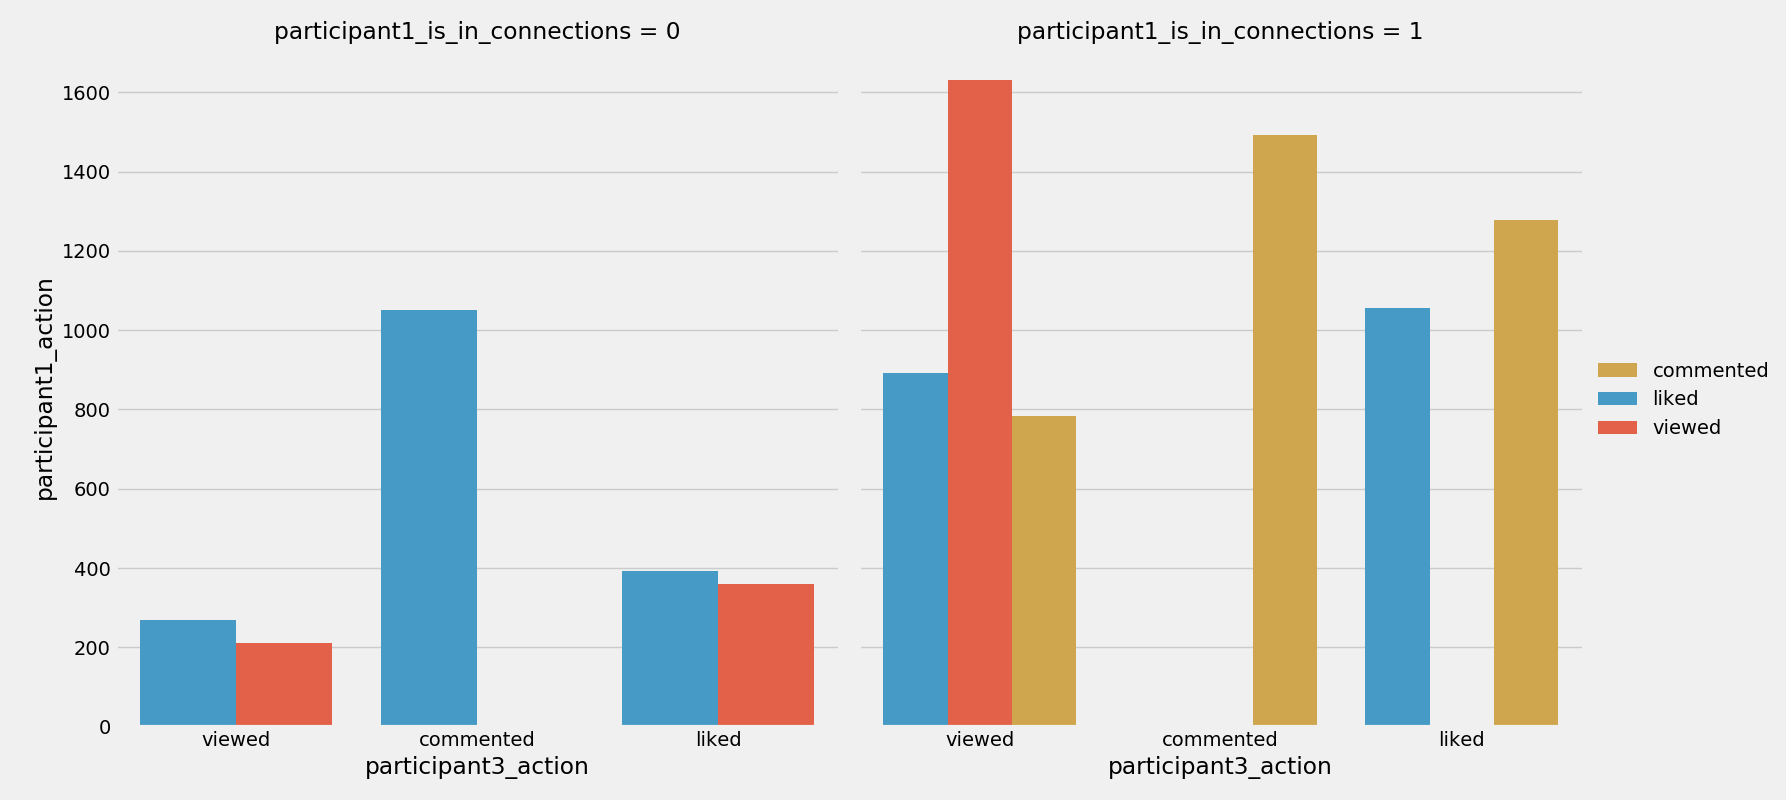 participant1_is_in_connections = 0
participant1_is_in_connections = 1
participant1_action
1600
1400
1200
1000
800
600
400
200
0
viewed
commented
liked
participant3_action
viewed
commented
liked
participant3_action
commented
liked
viewed